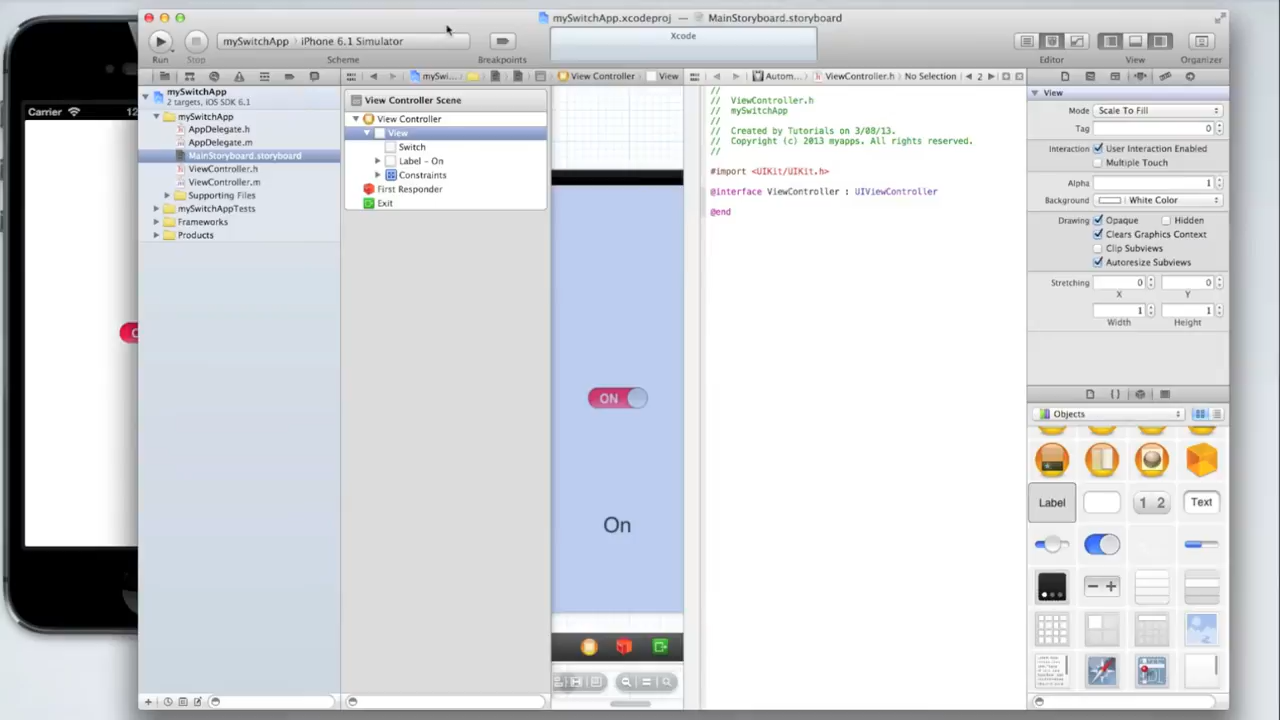 mySwitchApp.xcodeproj — MainStoryboard.storyboard
mySwitchApp › iPhone 6.1 Simulator
Xcode
Run
Stop
Scheme
Breakpoints
Editor
View
Organizer
mySwi...
View Controller
View
Autom...
ViewController.h
No Selection
2
mySwitchApp
2 targets, iOS SDK 6.1
mySwitchApp
AppDelegate.h
AppDelegate.m
MainStoryboard.storyboard
ViewController.h
ViewController.m
Supporting Files
mySwitchAppTests
Frameworks
Products
View Controller Scene
View Controller
View
Switch
Label - On
Constraints
First Responder
Exit
Carrier
12
ON
On
//
// ViewController.h
// mySwitchApp
//
// Created by Tutorials on 3/08/13.
// Copyright (c) 2013 myapps. All rights reserved.
//
#import <UIKit/UIKit.h>
@interface ViewController : UIViewController
@end
View
Mode Scale To Fill
Tag 0
Interaction User Interaction Enabled
Multiple Touch
Alpha 1
Background White Color
Drawing Opaque Hidden
Clears Graphics Context
Clip Subviews
Autoresize Subviews
Stretching 0 0
X Y
1 1
Width Height
Objects
Label
1 2
Text